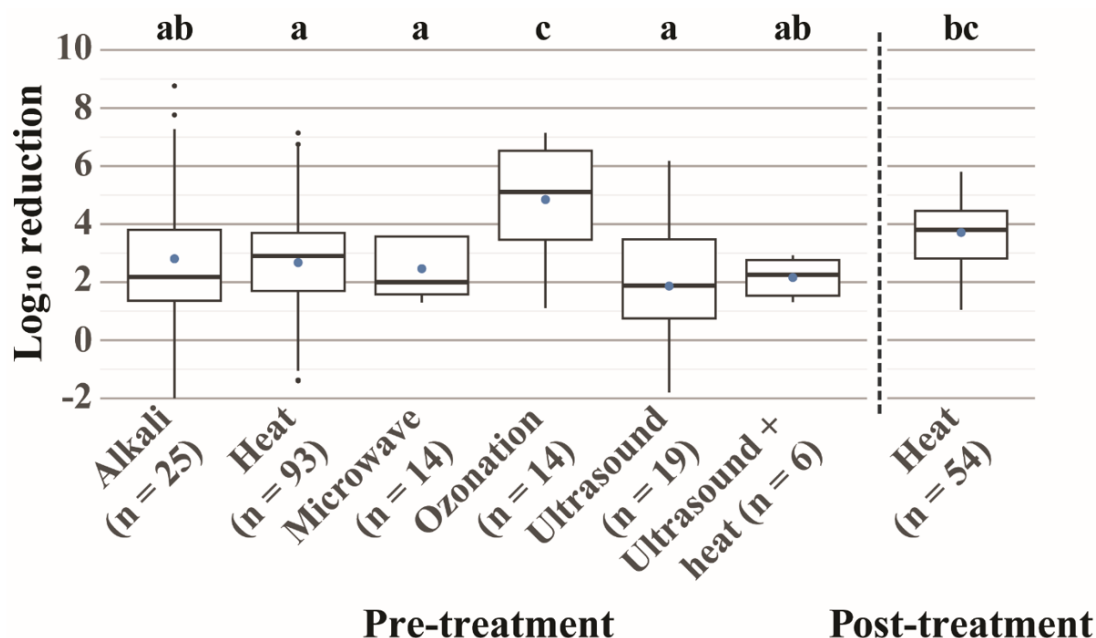 ab a a c a ab bc
10
8
6
4
2
0
-2
Log₁₀ reduction
Alkali
(n = 25)
Heat
(n = 93)
Microwave
(n = 14)
Ozonation
(n = 14)
Ultrasound
(n = 19)
Ultrasound +
heat (n = 6)
Heat
(n = 54)
Pre-treatment
Post-treatment